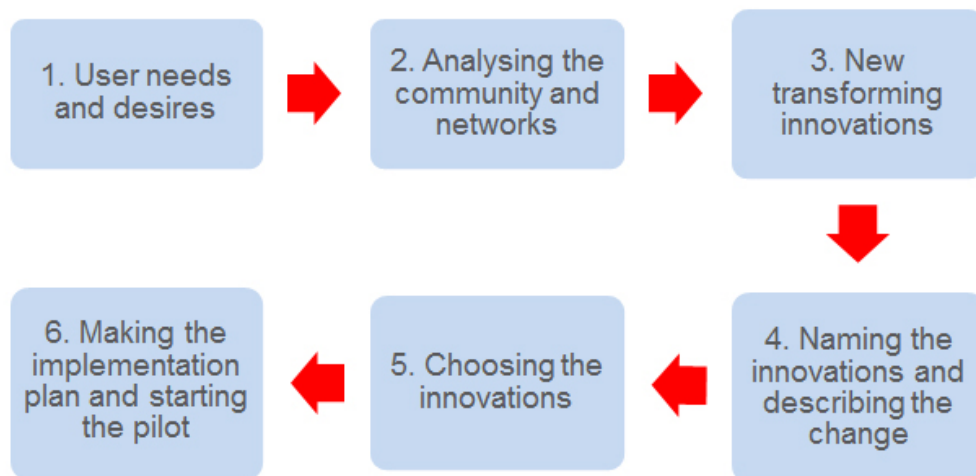 1. User needs
and desires
2. Analysing the
community and
networks
3. New
transforming
innovations
4. Naming the
innovations and
describing the
change
5. Choosing the
innovations
6. Making the
implementation
plan and starting
the pilot